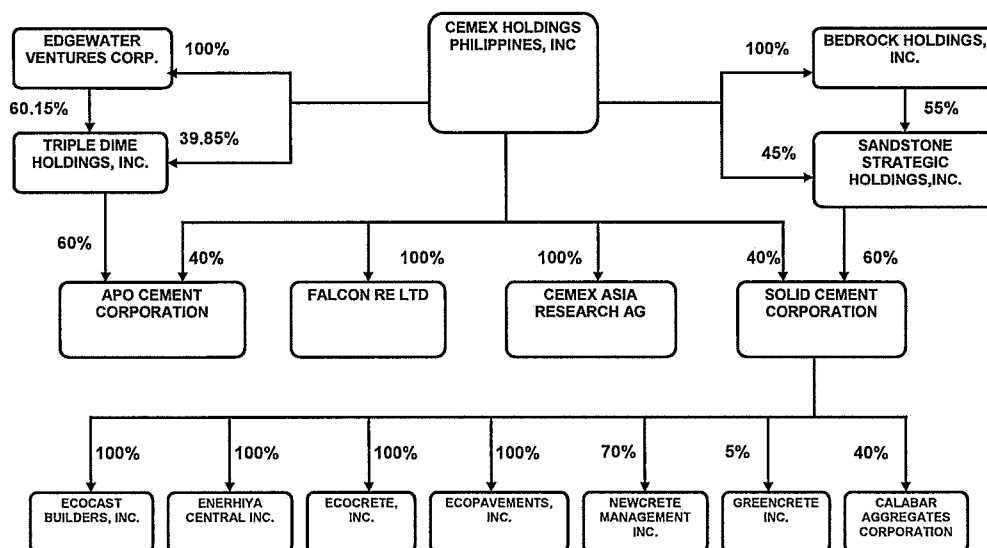 CEMEX HOLDINGS
PHILIPPINES, INC
EDGEWATER
VENTURES CORP.
100%
100%
BEDROCK HOLDINGS,
INC.
60.15%
55%
TRIPLE DIME
HOLDINGS, INC.
39.85%
45%
SANDSTONE
STRATEGIC
HOLDINGS,INC.
60%
40%
100%
100%
40%
60%
APO CEMENT
CORPORATION
FALCON RE LTD
CEMEX ASIA
RESEARCH AG
SOLID CEMENT
CORPORATION
100%
100%
100%
100%
70%
5%
40%
ECOCAST
BUILDERS, INC.
ENERHIYA
CENTRAL INC.
ECOCRETE,
INC.
ECOPAVEMENTS,
INC.
NEWCRETE
MANAGEMENT
INC.
GREENCRETE
INC.
CALABAR
AGGREGATES
CORPORATION